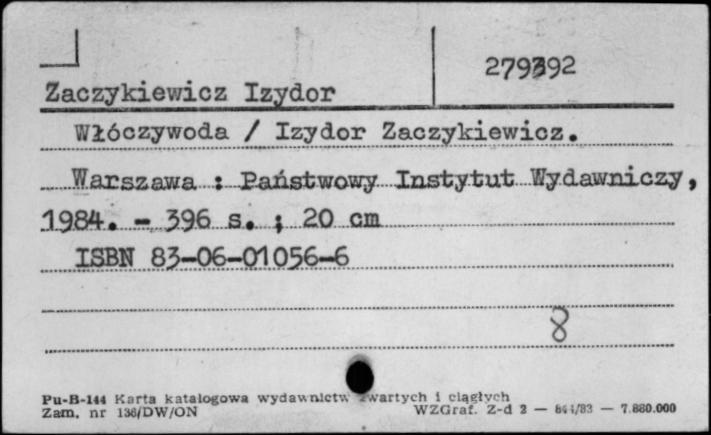 279392
Zaczykiewicz Izydor
Włóczywoda / Izydor Zaczykiewicz.
Warszawa : Państwowy Instytut Wydawniczy,
1984. - 396 s. ; 20 cm
ISBN 83-06-01056-6
8
Pu-B-144 Karta katalogowa wydawnictw zwartych i ciągłych
Zam. nr 136/DW/ON WZGraf. Z-d 2 — /83 — 7.880.000